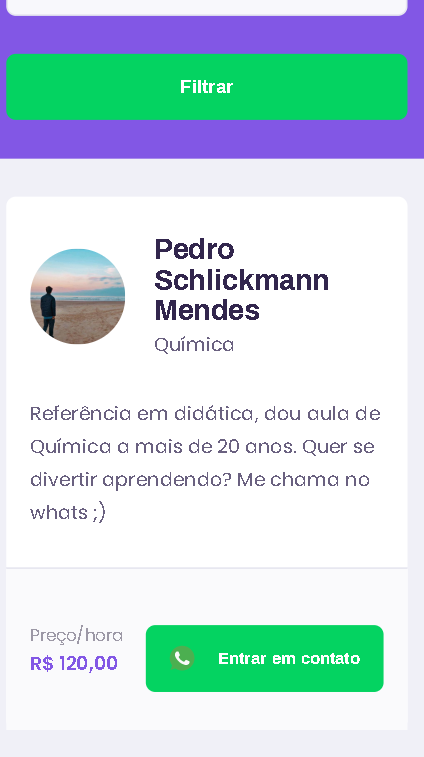 Filtrar
Pedro
Schlickmann
Mendes
Química
Referência em didática, dou aula de
Química a mais de 20 anos. Quer se
divertir aprendendo? Me chama no
whats ;)
Preço/hora
R$ 120,00
Entrar em contato